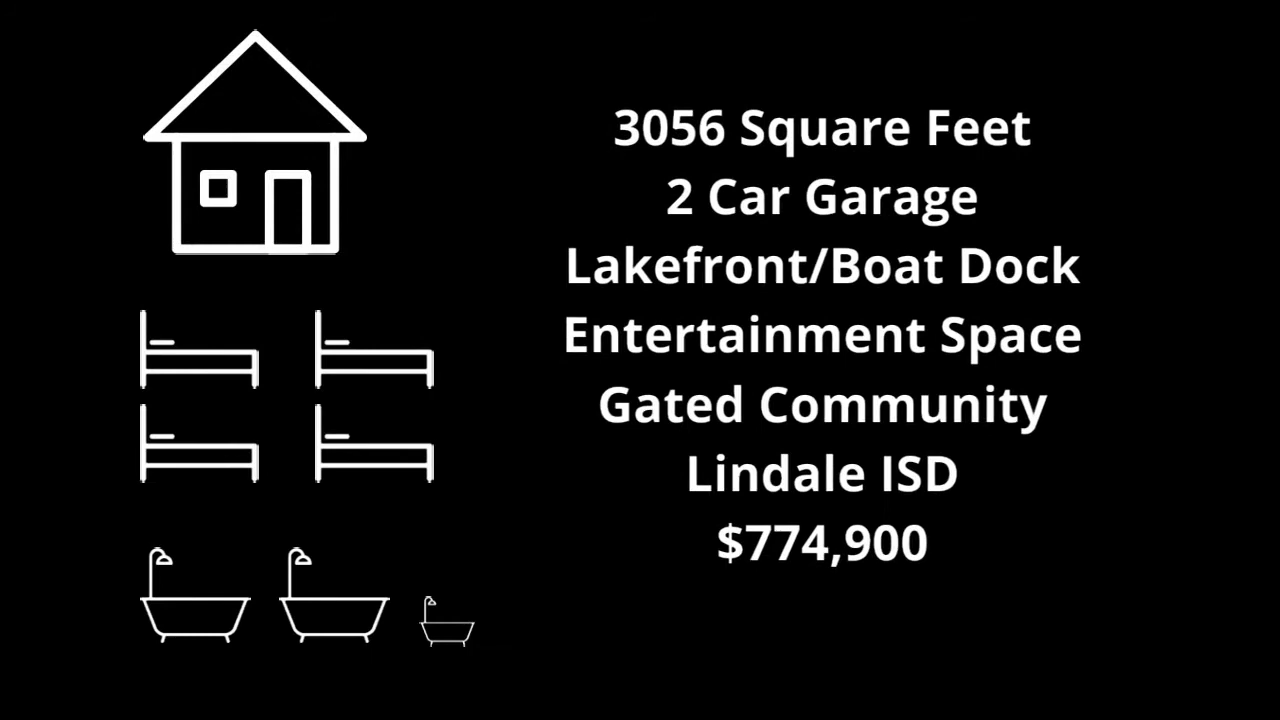 3056 Square Feet
2 Car Garage
Lakefront/Boat Dock
Entertainment Space
Gated Community
Lindale ISD
$774,900